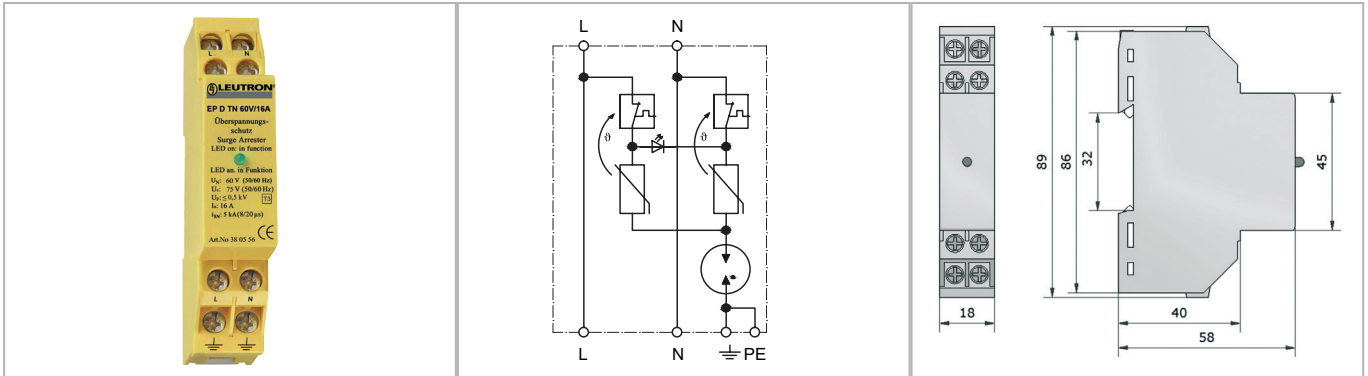 L N
LEUTRON®
EP D TN 60V/16A
Überspannungs-
schutz
Surge Arrester
LED on: in function
LED an. in Funktion
U_N: 60 V (50/60 Hz)
U_c: 75 V (50/60 Hz)
U_P: ≤ 0,5 kV T3
I_L: 16 A
i_SN: 5 kA (8/20 µs)
Art.No 38 05 56 CE
L N
L N
ϑ ϑ
L N PE
89 86 32 45
18 40
58